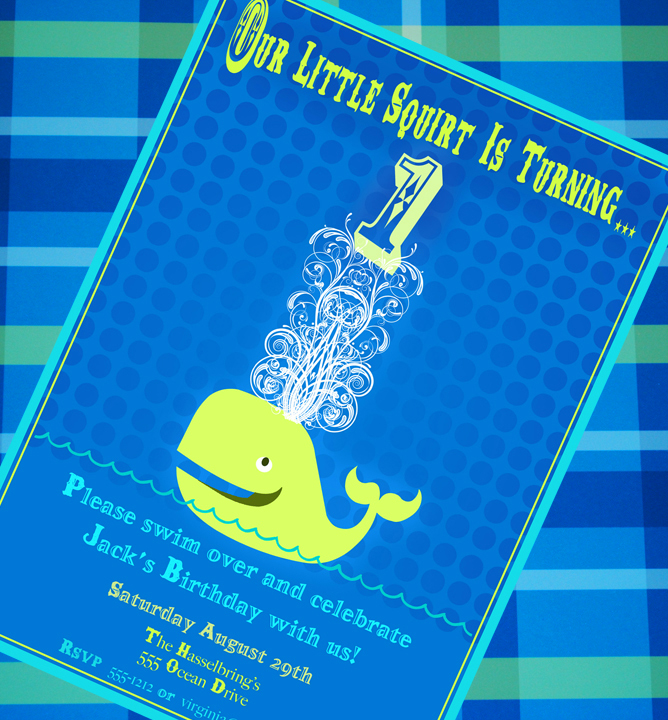 Our Little Squirt Is Turning...
1
Please swim over and celebrate
Jack's Birthday with us!
Saturday August 29th
The Hasselbring's
555 Ocean Drive
RSVP 555-1212 or virginia